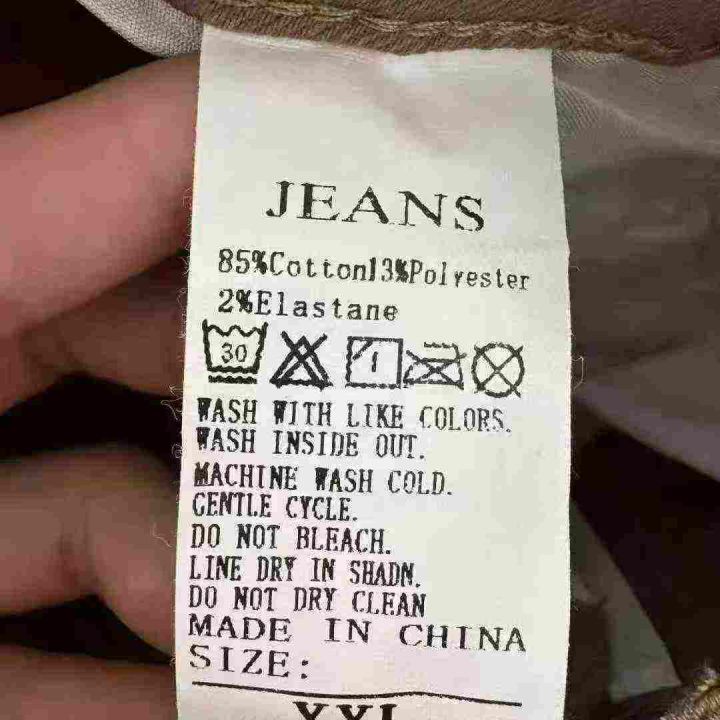 JEANS
85%Cotton13%Polyester
2%Elastane
30
WASH WITH LIKE COLORS.
WASH INSIDE OUT.
MACHINE WASH COLD.
GENTLE CYCLE.
DO NOT BLEACH.
LINE DRY IN SHADN.
DO NOT DRY CLEAN
MADE IN CHINA
SIZE:
XXL